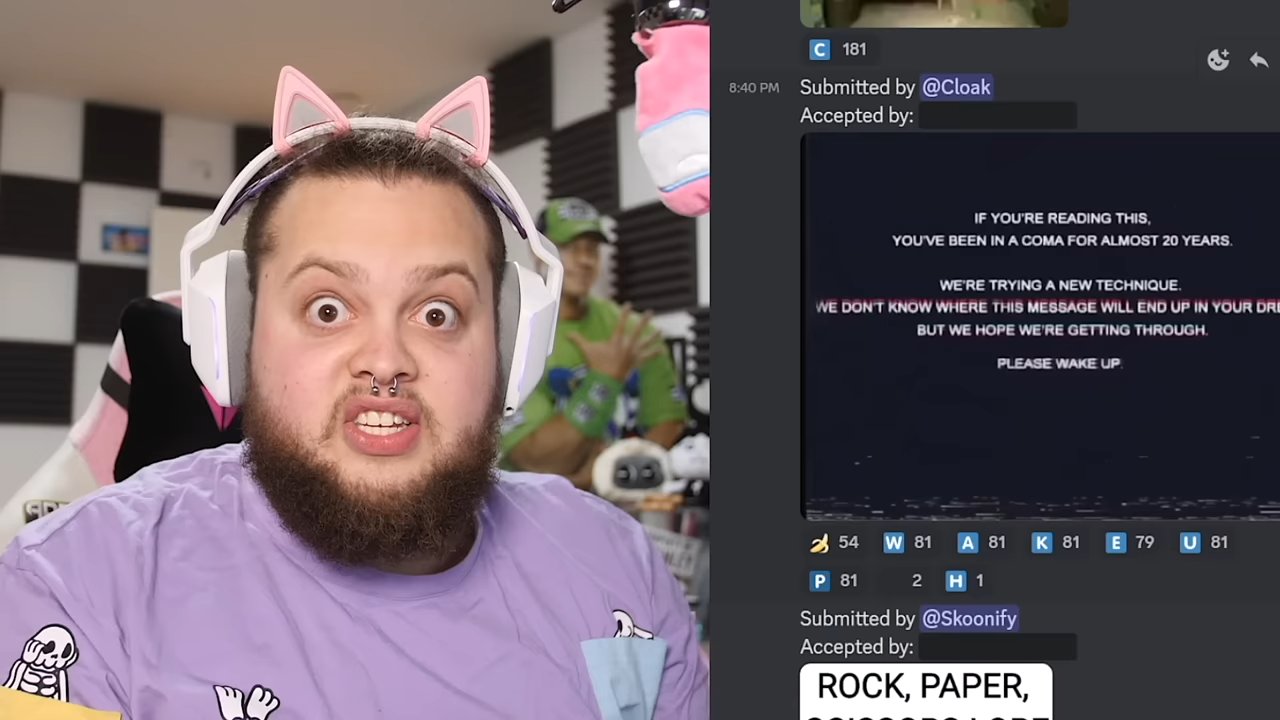 C 181
8:40 PM Submitted by @Cloak
Accepted by:
IF YOU'RE READING THIS,
YOU'VE BEEN IN A COMA FOR ALMOST 20 YEARS.
WE'RE TRYING A NEW TECHNIQUE.
WE DON'T KNOW WHERE THIS MESSAGE WILL END UP IN YOUR DRE
BUT WE HOPE WE'RE GETTING THROUGH.
PLEASE WAKE UP.
54 W 81 A 81 K 81 E 79 U 81
P 81 2 H 1
Submitted by @Skoonify
Accepted by:
ROCK, PAPER,